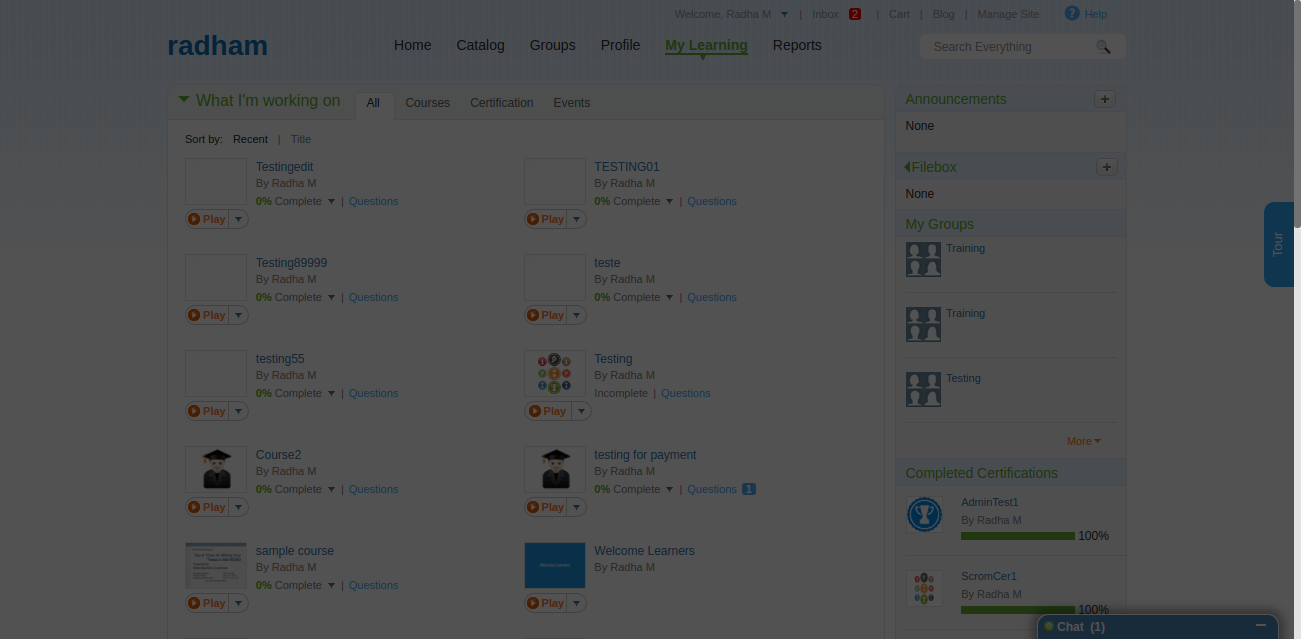 Welcome, Radha M | Inbox 2 | Cart | Blog | Manage Site ? Help
radham
Home Catalog Groups Profile My Learning Reports
Search Everything
What I'm working on All Courses Certification Events
Sort by: Recent | Title
Testingedit
By Radha M
0% Complete | Questions
Play
TESTING01
By Radha M
0% Complete | Questions
Play
Testing89999
By Radha M
0% Complete | Questions
Play
teste
By Radha M
0% Complete | Questions
Play
testing55
By Radha M
0% Complete | Questions
Play
Testing
By Radha M
Incomplete | Questions
Play
Course2
By Radha M
0% Complete | Questions
Play
testing for payment
By Radha M
0% Complete | Questions 1
Play
sample course
By Radha M
0% Complete | Questions
Play
Welcome Learners
Welcome Learners
By Radha M
Play
Announcements +
None
Filebox +
None
My Groups
Training
Training
Testing
More
Completed Certifications
AdminTest1
By Radha M
100%
ScromCer1
By Radha M
100%
Tour
Chat (1)